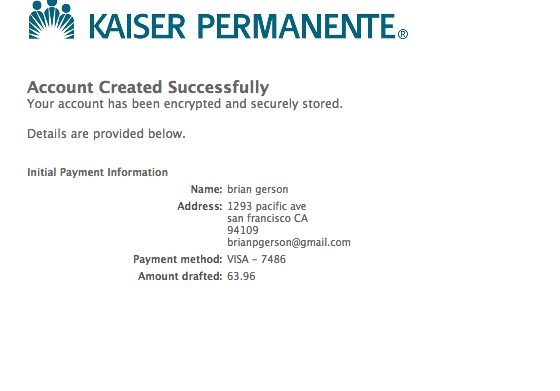 KAISER PERMANENTE®
Account Created Successfully
Your account has been encrypted and securely stored.
Details are provided below.
Initial Payment Information
Name: brian gerson
Address: 1293 pacific ave
san francisco CA
94109
brianpgerson@gmail.com
Payment method: VISA - 7486
Amount drafted: 63.96